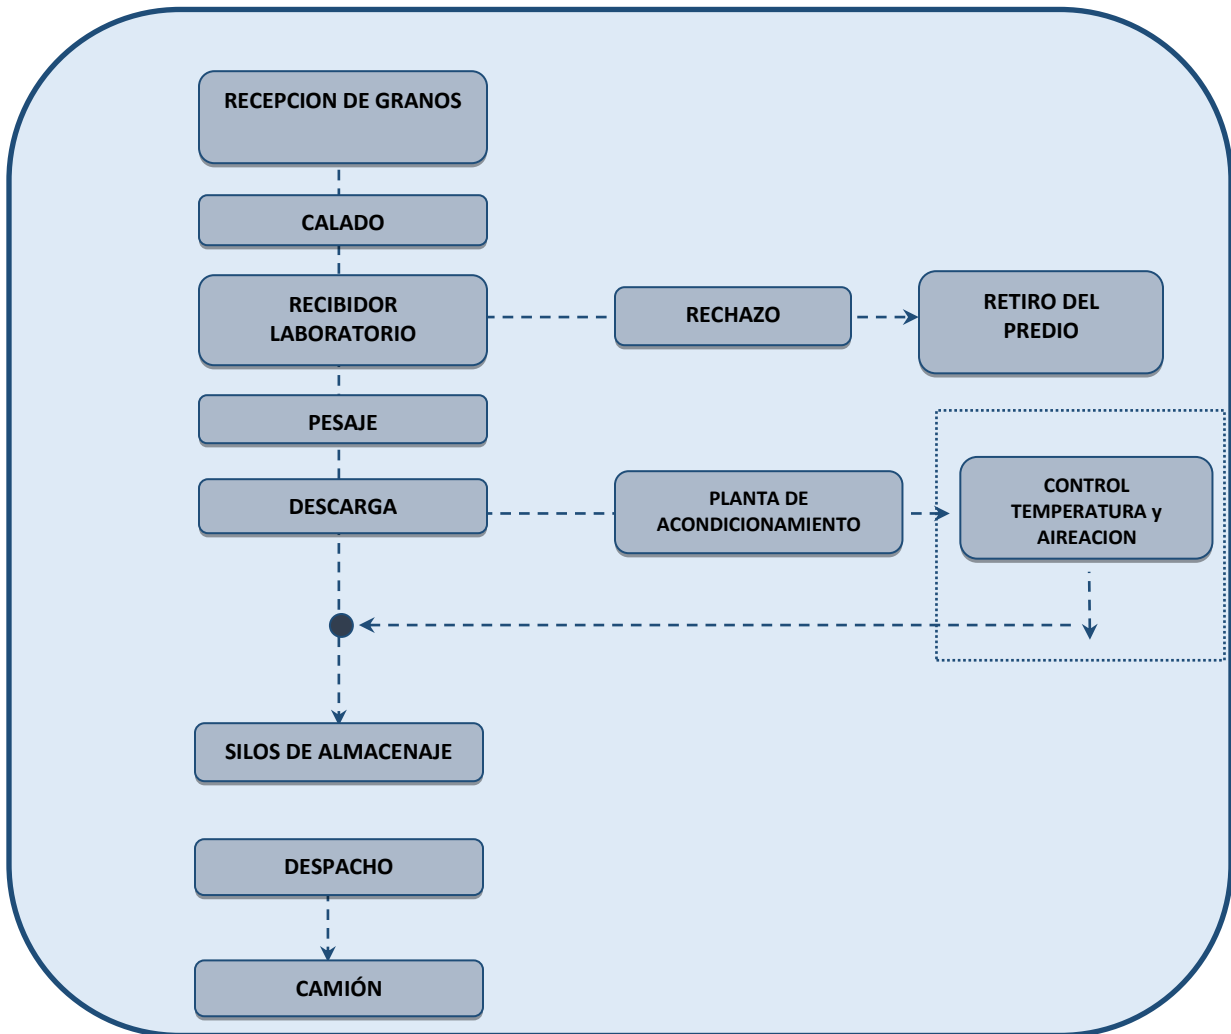 RECEPCION DE GRANOS
CALADO
RECIBIDOR
LABORATORIO
RECHAZO
RETIRO DEL
PREDIO
PESAJE
DESCARGA
PLANTA DE
ACONDICIONAMIENTO
CONTROL
TEMPERATURA y
AIREACION
SILOS DE ALMACENAJE
DESPACHO
CAMIÓN